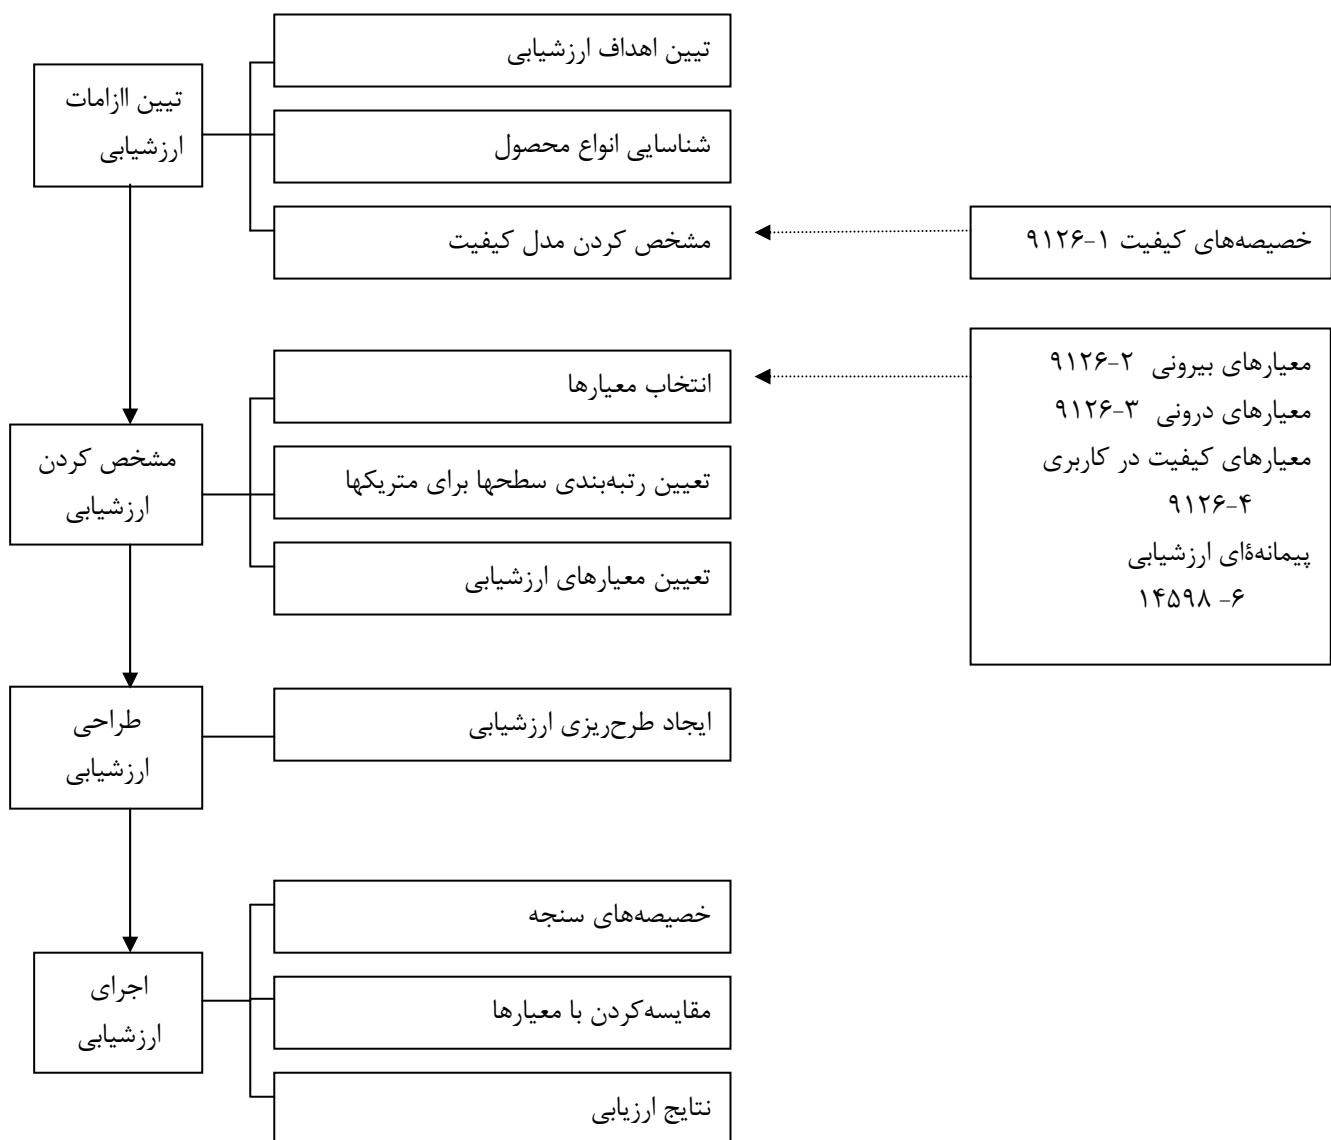 تیین اهداف ارزشیابی
تیین اازامات
ارزشیابی
شناسایی انواع محصول
مشخص کردن مدل کیفیت
خصیصه‌های کیفیت ۱-۹۱۲۶
انتخاب معیارها
معیارهای بیرونی ۲-۹۱۲۶
معیارهای درونی ۳-۹۱۲۶
معیارهای کیفیت در کاربری
۴-۹۱۲۶
پیمانهٔای ارزشیابی
۶- ۱۴۵۹۸
مشخص کردن
ارزشیابی
تعیین رتبه‌بندی سطحها برای متریکها
تعیین معیارهای ارزشیابی
طراحی
ارزشیابی
ایجاد طرح‌ریزی ارزشیابی
خصیصه‌های سنجه
اجرای
ارزشیابی
مقایسه‌کردن با معیارها
نتایج ارزیابی